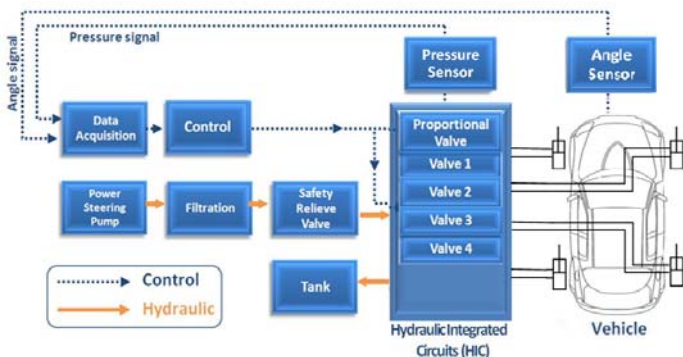 Pressure signal
Angle signal
Pressure
Sensor
Angle
Sensor
Data
Acquisition
Control
Proportional
Valve
Valve 1
Valve 2
Valve 3
Valve 4
Power
Steering
Pump
Filtration
Safety
Relieve
Valve
Tank
Control
Hydraulic
Hydraulic Integrated
Circuits (HIC)
Vehicle